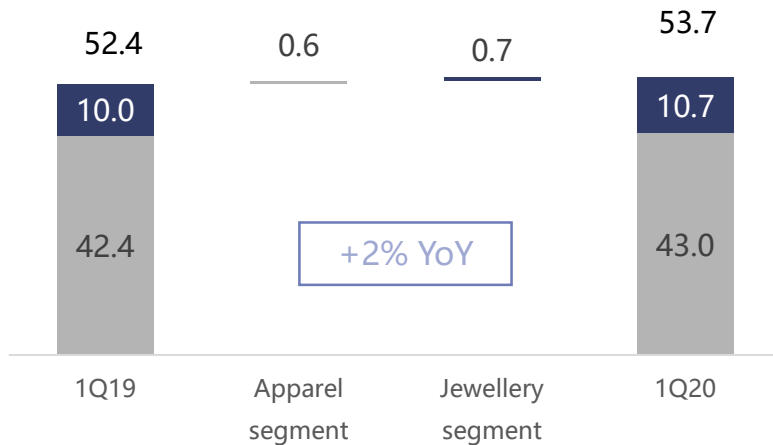 52.4
0.6
0.7
53.7
10.0
10.7
42.4
+2% YoY
43.0
1Q19
Apparel
segment
Jewellery
segment
1Q20